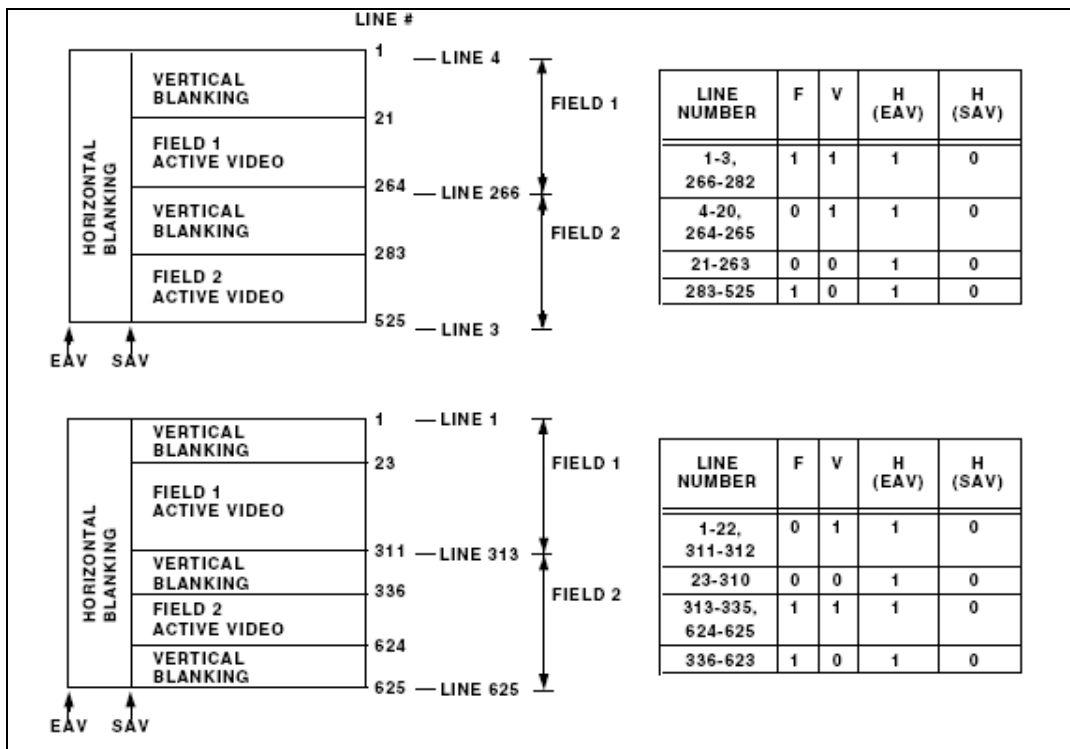 LINE #
1 — LINE 4
VERTICAL
BLANKING
FIELD 1
21
FIELD 1
ACTIVE VIDEO
264 — LINE 266
VERTICAL
BLANKING
FIELD 2
283
FIELD 2
ACTIVE VIDEO
525 — LINE 3
HORIZONTAL
BLANKING
EAV SAV
LINE NUMBER F V H (EAV) H (SAV)
1-3, 266-282 1 1 1 0
4-20, 264-265 0 1 1 0
21-263 0 0 1 0
283-525 1 0 1 0
1 — LINE 1
VERTICAL
BLANKING
23
FIELD 1
FIELD 1
ACTIVE VIDEO
311 — LINE 313
VERTICAL
BLANKING
336
FIELD 2
FIELD 2
ACTIVE VIDEO
624
VERTICAL
BLANKING
625 — LINE 625
HORIZONTAL
BLANKING
EAV SAV
LINE NUMBER F V H (EAV) H (SAV)
1-22, 311-312 0 1 1 0
23-310 0 0 1 0
313-335, 624-625 1 1 1 0
336-623 1 0 1 0